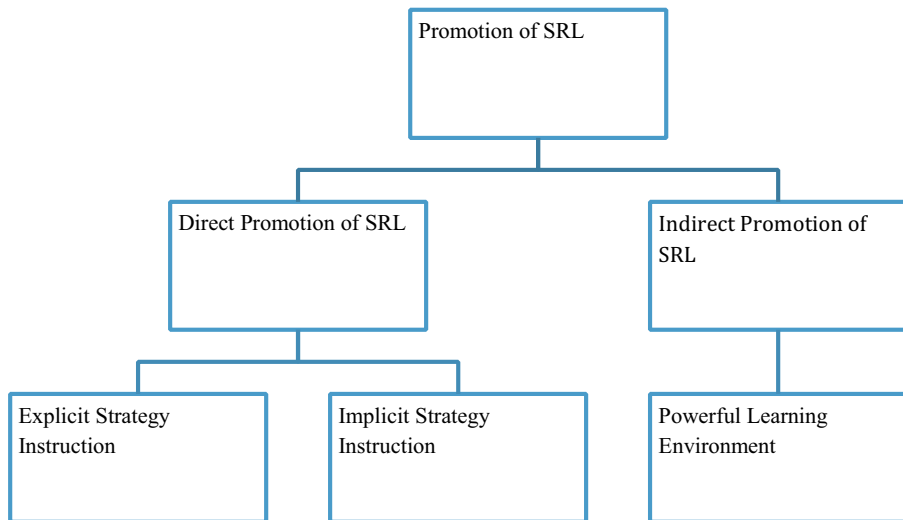 Promotion of SRL
Direct Promotion of SRL
Indirect Promotion of
SRL
Explicit Strategy
Instruction
Implicit Strategy
Instruction
Powerful Learning
Environment